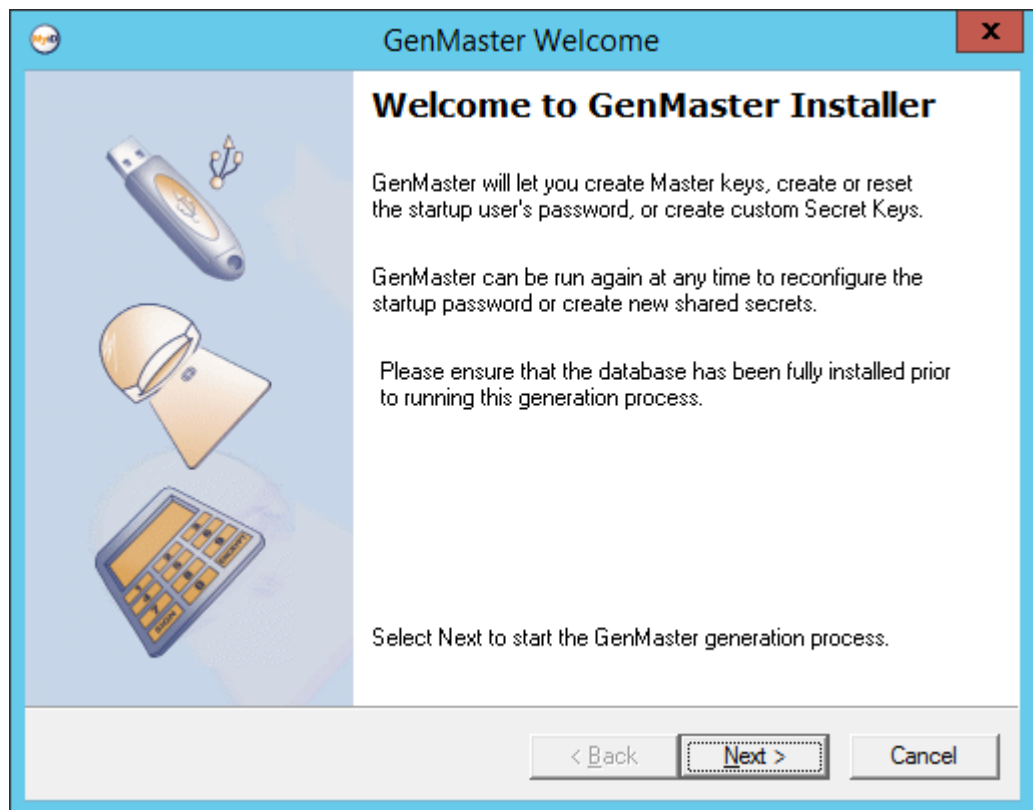 MyID
GenMaster Welcome
x
Welcome to GenMaster Installer
GenMaster will let you create Master keys, create or reset
the startup user's password, or create custom Secret Keys.
GenMaster can be run again at any time to reconfigure the
startup password or create new shared secrets.
Please ensure that the database has been fully installed prior
to running this generation process.
ENCRYPT
SIGN
Select Next to start the GenMaster generation process.
< Back
Next >
Cancel